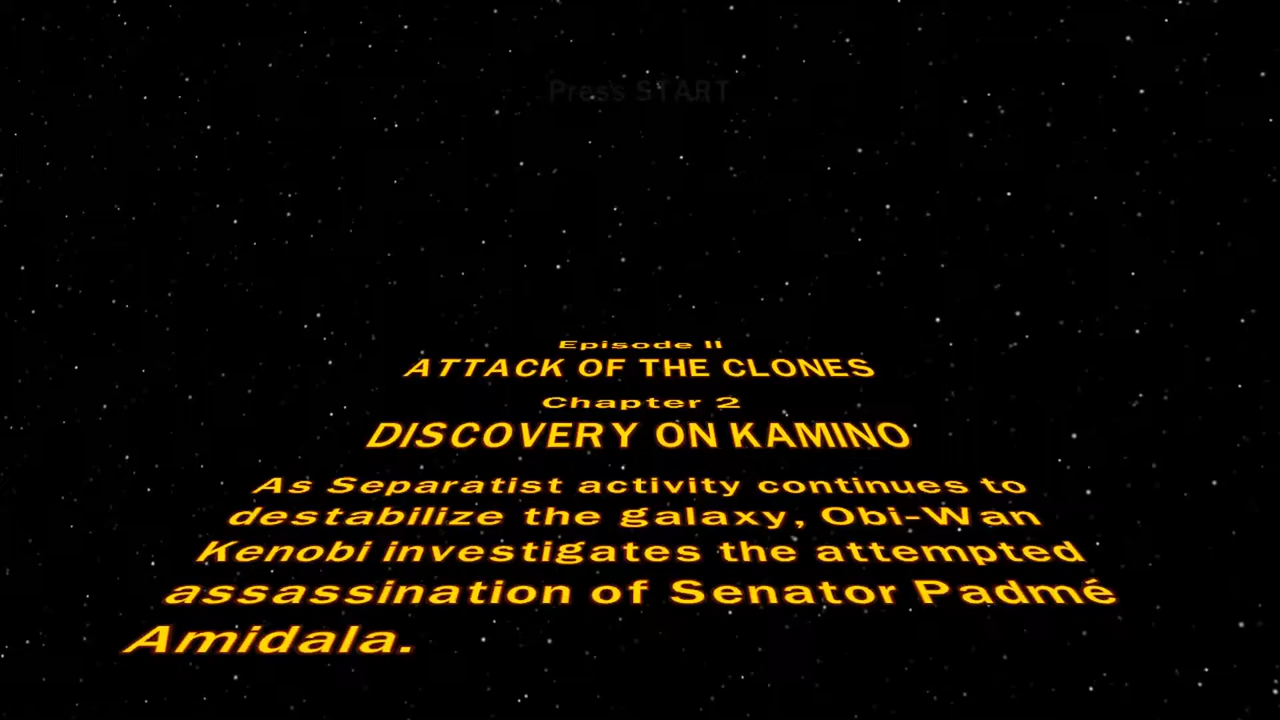 Press START
Episode II
ATTACK OF THE CLONES
Chapter 2
DISCOVERY ON KAMINO
As Separatist activity continues to
destabilize the galaxy, Obi-Wan
Kenobi investigates the attempted
assassination of Senator Padmé
Amidala.